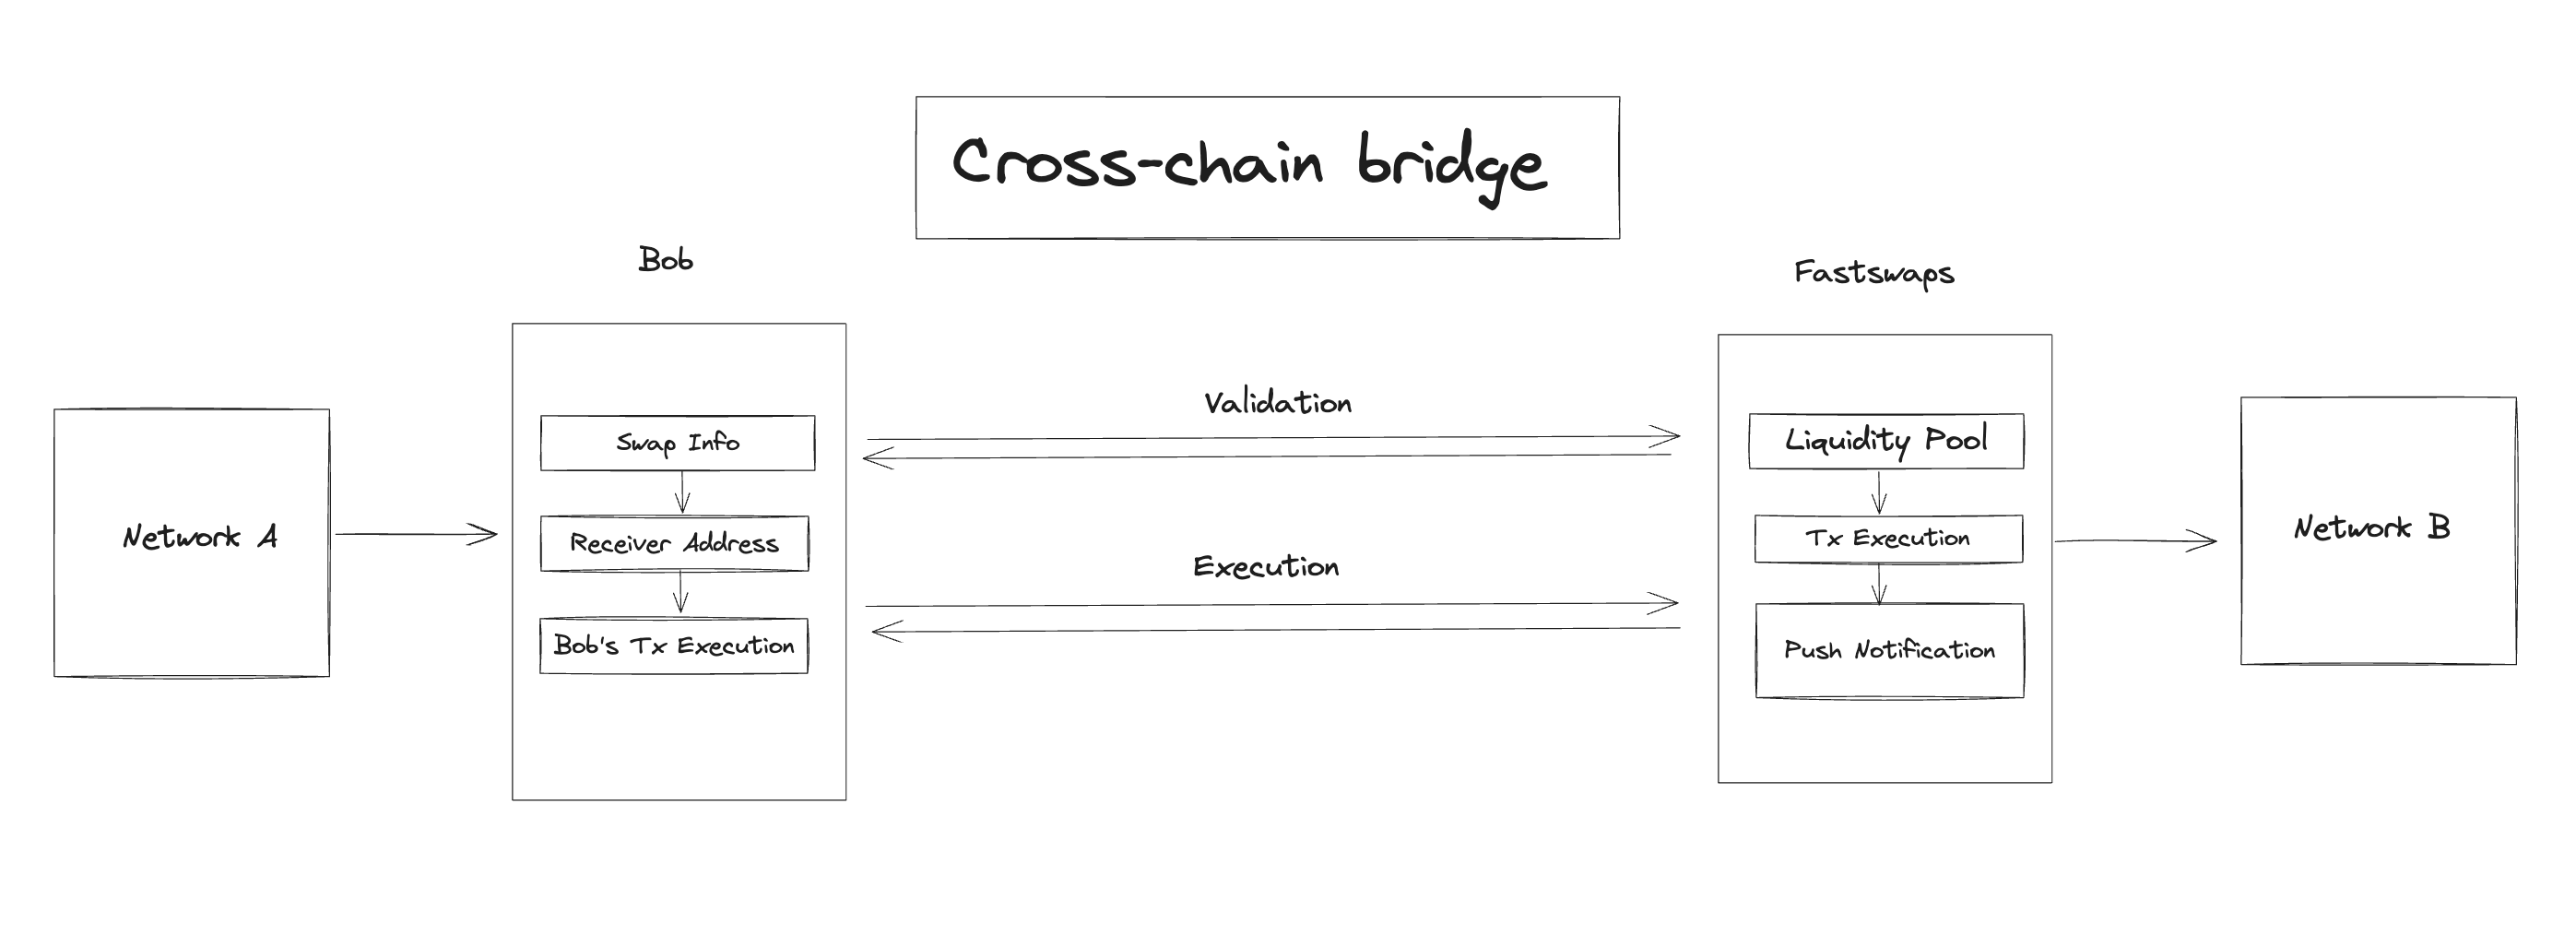 Cross-chain bridge
Bob
Fastswaps
Network A
Swap Info
Receiver Address
Bob's Tx Execution
Validation
Execution
Liquidity Pool
Tx Execution
Push Notification
Network B